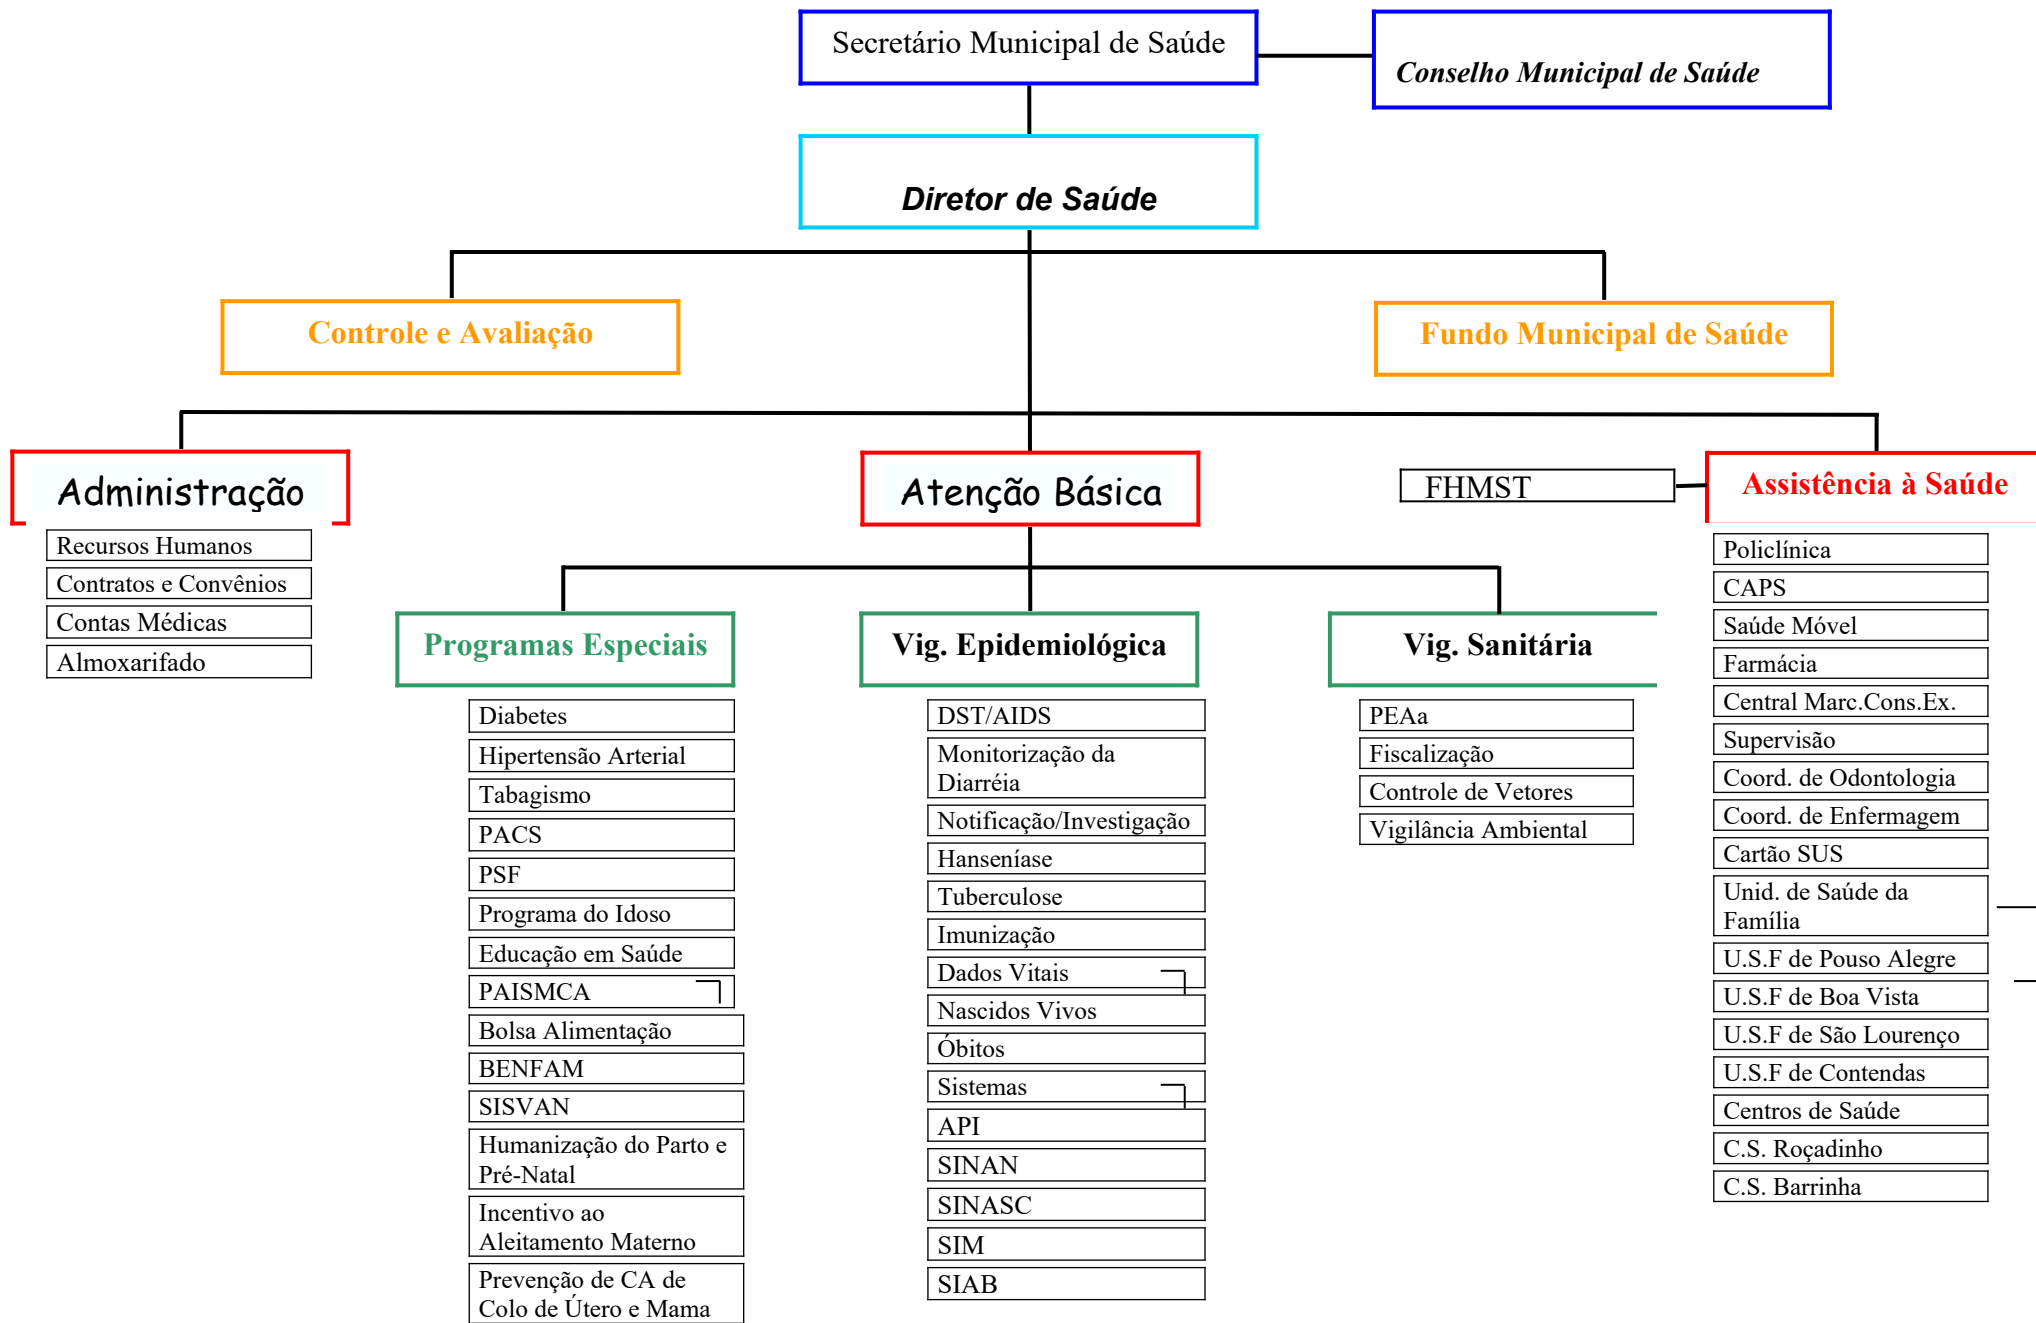 Secretário Municipal de Saúde
Conselho Municipal de Saúde
Diretor de Saúde
Controle e Avaliação
Fundo Municipal de Saúde
Administração
Recursos Humanos
Contratos e Convênios
Contas Médicas
Almoxarifado
Atenção Básica
Programas Especiais
Diabetes
Hipertensão Arterial
Tabagismo
PACS
PSF
Programa do Idoso
Educação em Saúde
PAISMCA
Bolsa Alimentação
BENFAM
SISVAN
Humanização do Parto e
Pré-Natal
Incentivo ao
Aleitamento Materno
Prevenção de CA de
Colo de Útero e Mama
Vig. Epidemiológica
DST/AIDS
Monitorização da
Diarréia
Notificação/Investigação
Hanseníase
Tuberculose
Imunização
Dados Vitais
Nascidos Vivos
Óbitos
Sistemas
API
SINAN
SINASC
SIM
SIAB
Vig. Sanitária
PEAa
Fiscalização
Controle de Vetores
Vigilância Ambiental
FHMST
Assistência à Saúde
Policlínica
CAPS
Saúde Móvel
Farmácia
Central Marc.Cons.Ex.
Supervisão
Coord. de Odontologia
Coord. de Enfermagem
Cartão SUS
Unid. de Saúde da
Família
U.S.F de Pouso Alegre
U.S.F de Boa Vista
U.S.F de São Lourenço
U.S.F de Contendas
Centros de Saúde
C.S. Roçadinho
C.S. Barrinha